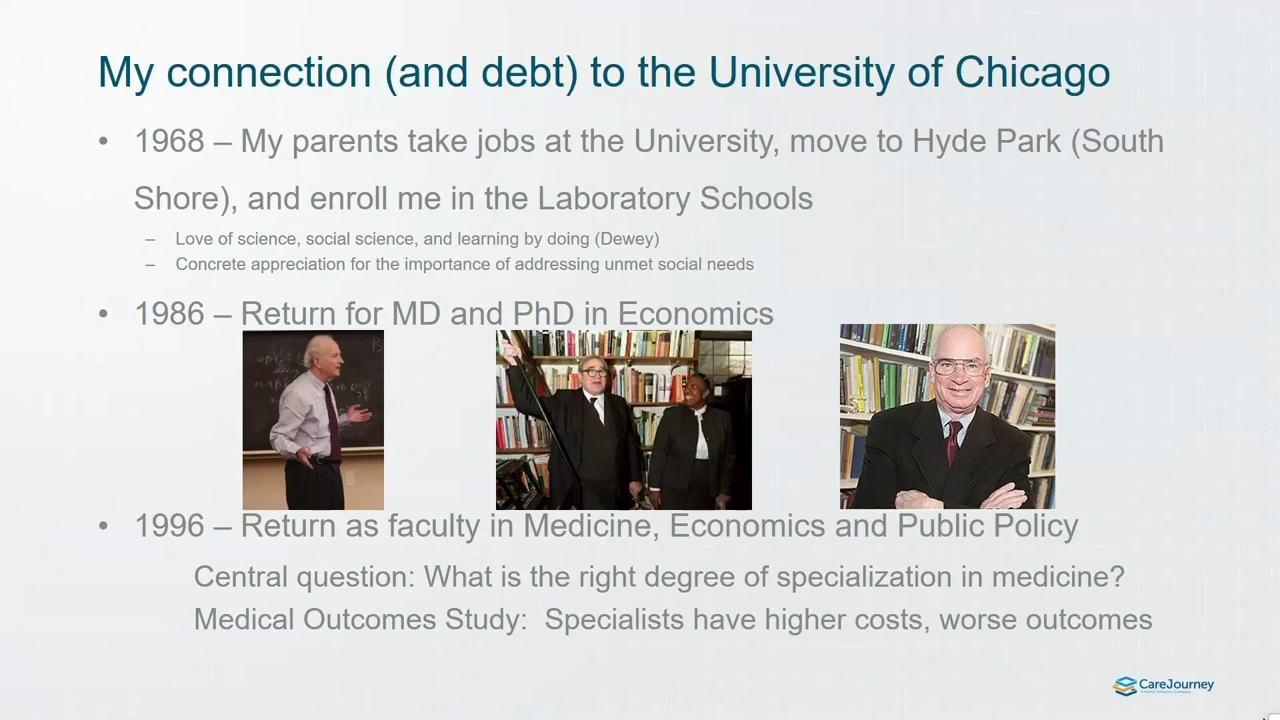 My connection (and debt) to the University of Chicago
• 1968 – My parents take jobs at the University, move to Hyde Park (South
Shore), and enroll me in the Laboratory Schools
– Love of science, social science, and learning by doing (Dewey)
– Concrete appreciation for the importance of addressing unmet social needs
• 1986 – Return for MD and PhD in Economics
• 1996 – Return as faculty in Medicine, Economics and Public Policy
Central question: What is the right degree of specialization in medicine?
Medical Outcomes Study: Specialists have higher costs, worse outcomes
CareJourney